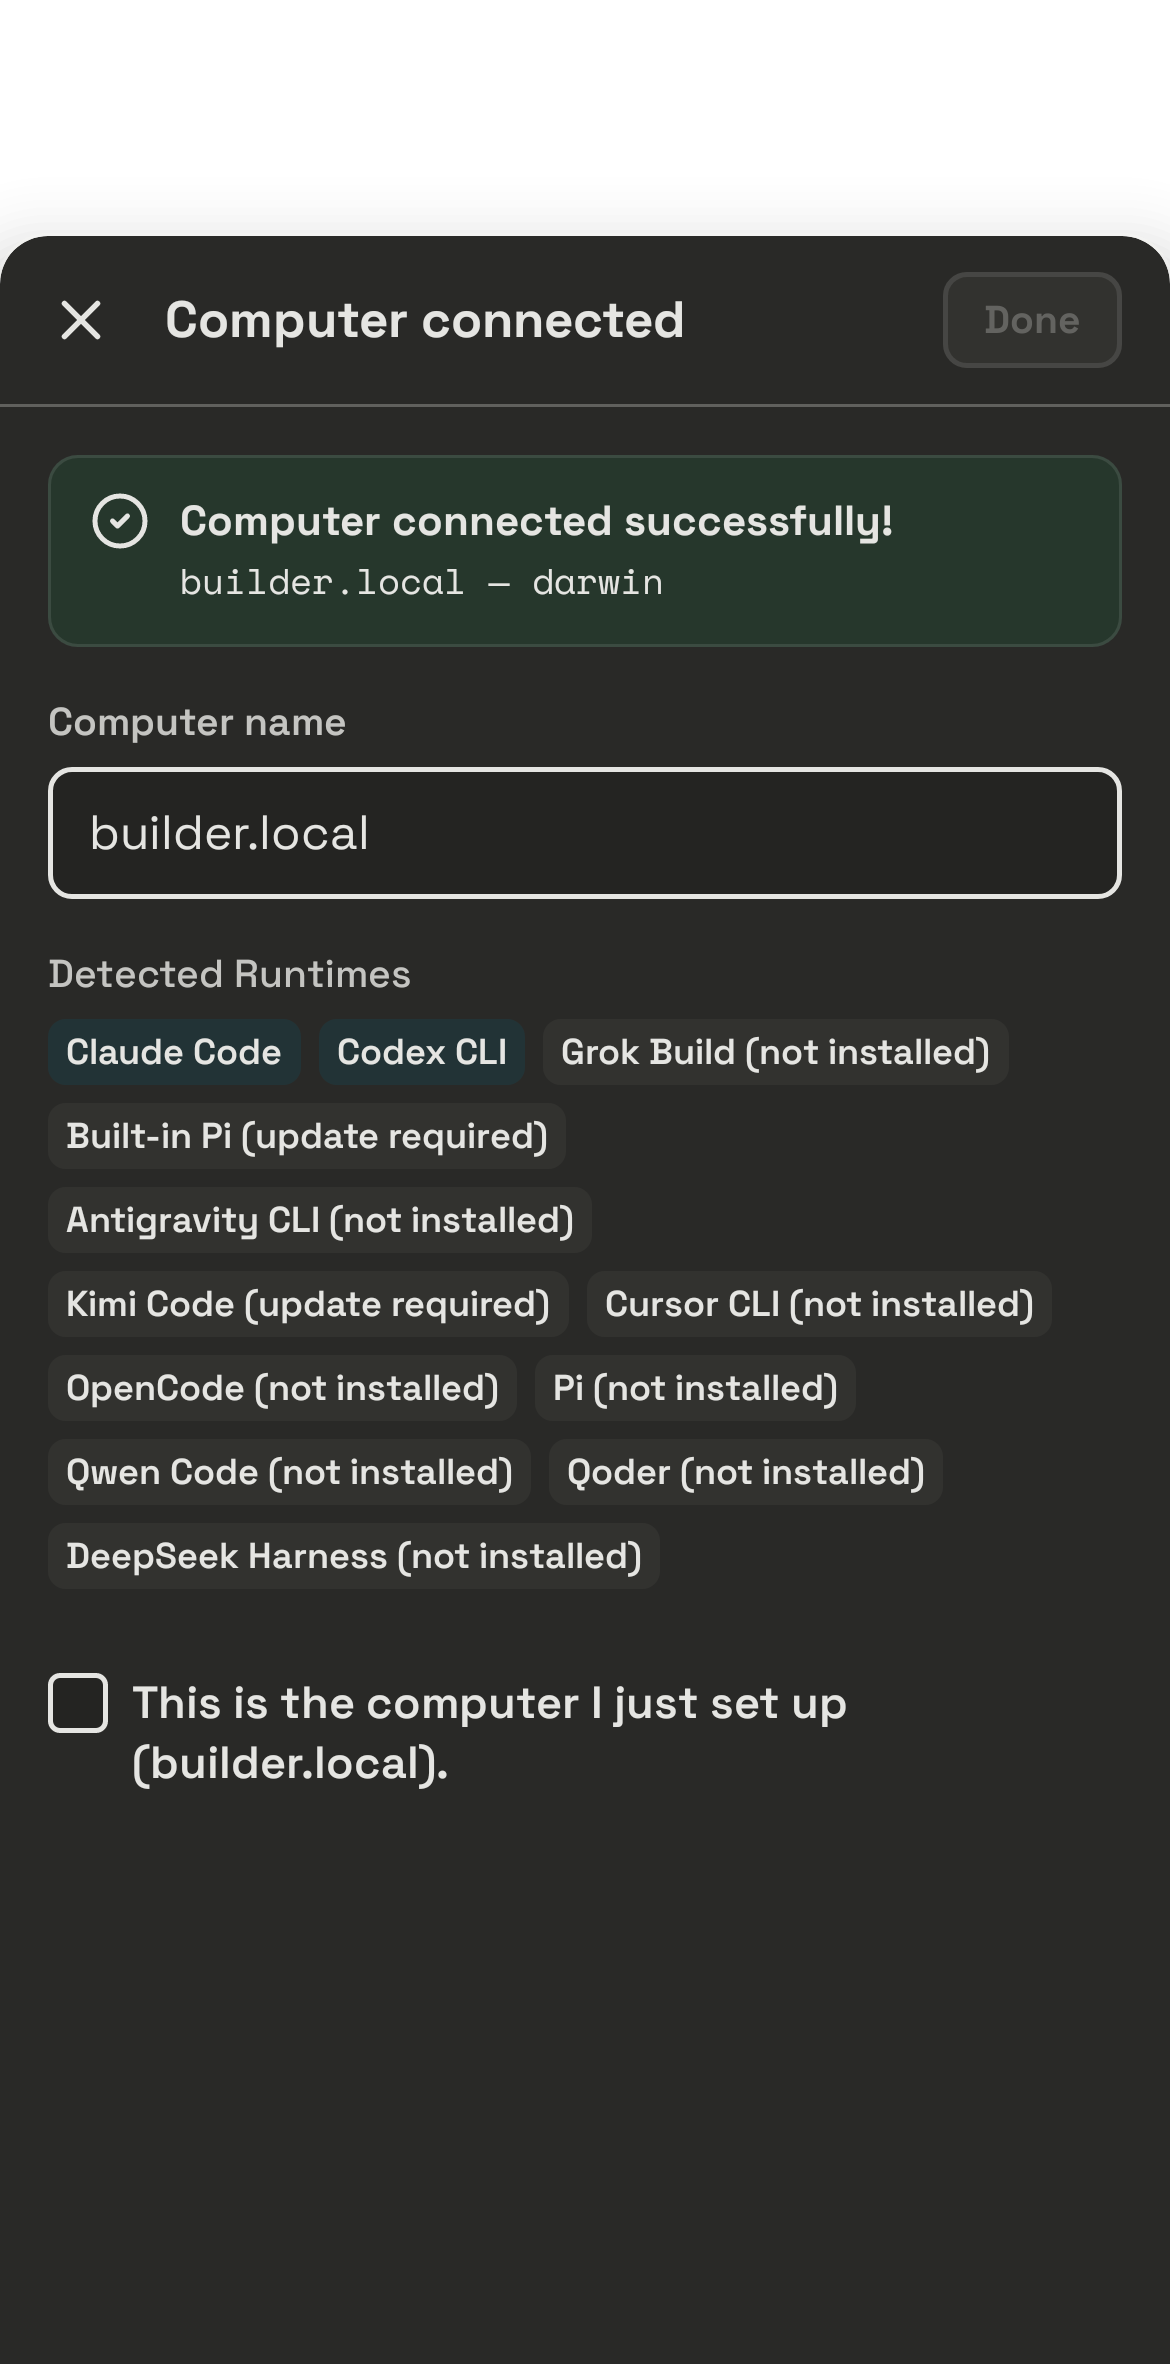 Computer connected
Done
Computer connected successfully!
builder.local — darwin
Computer name
builder.local
Detected Runtimes
Claude Code Codex CLI Grok Build (not installed)
Built-in Pi (update required)
Antigravity CLI (not installed)
Kimi Code (update required) Cursor CLI (not installed)
OpenCode (not installed) Pi (not installed)
Qwen Code (not installed) Qoder (not installed)
DeepSeek Harness (not installed)
This is the computer I just set up
(builder.local).